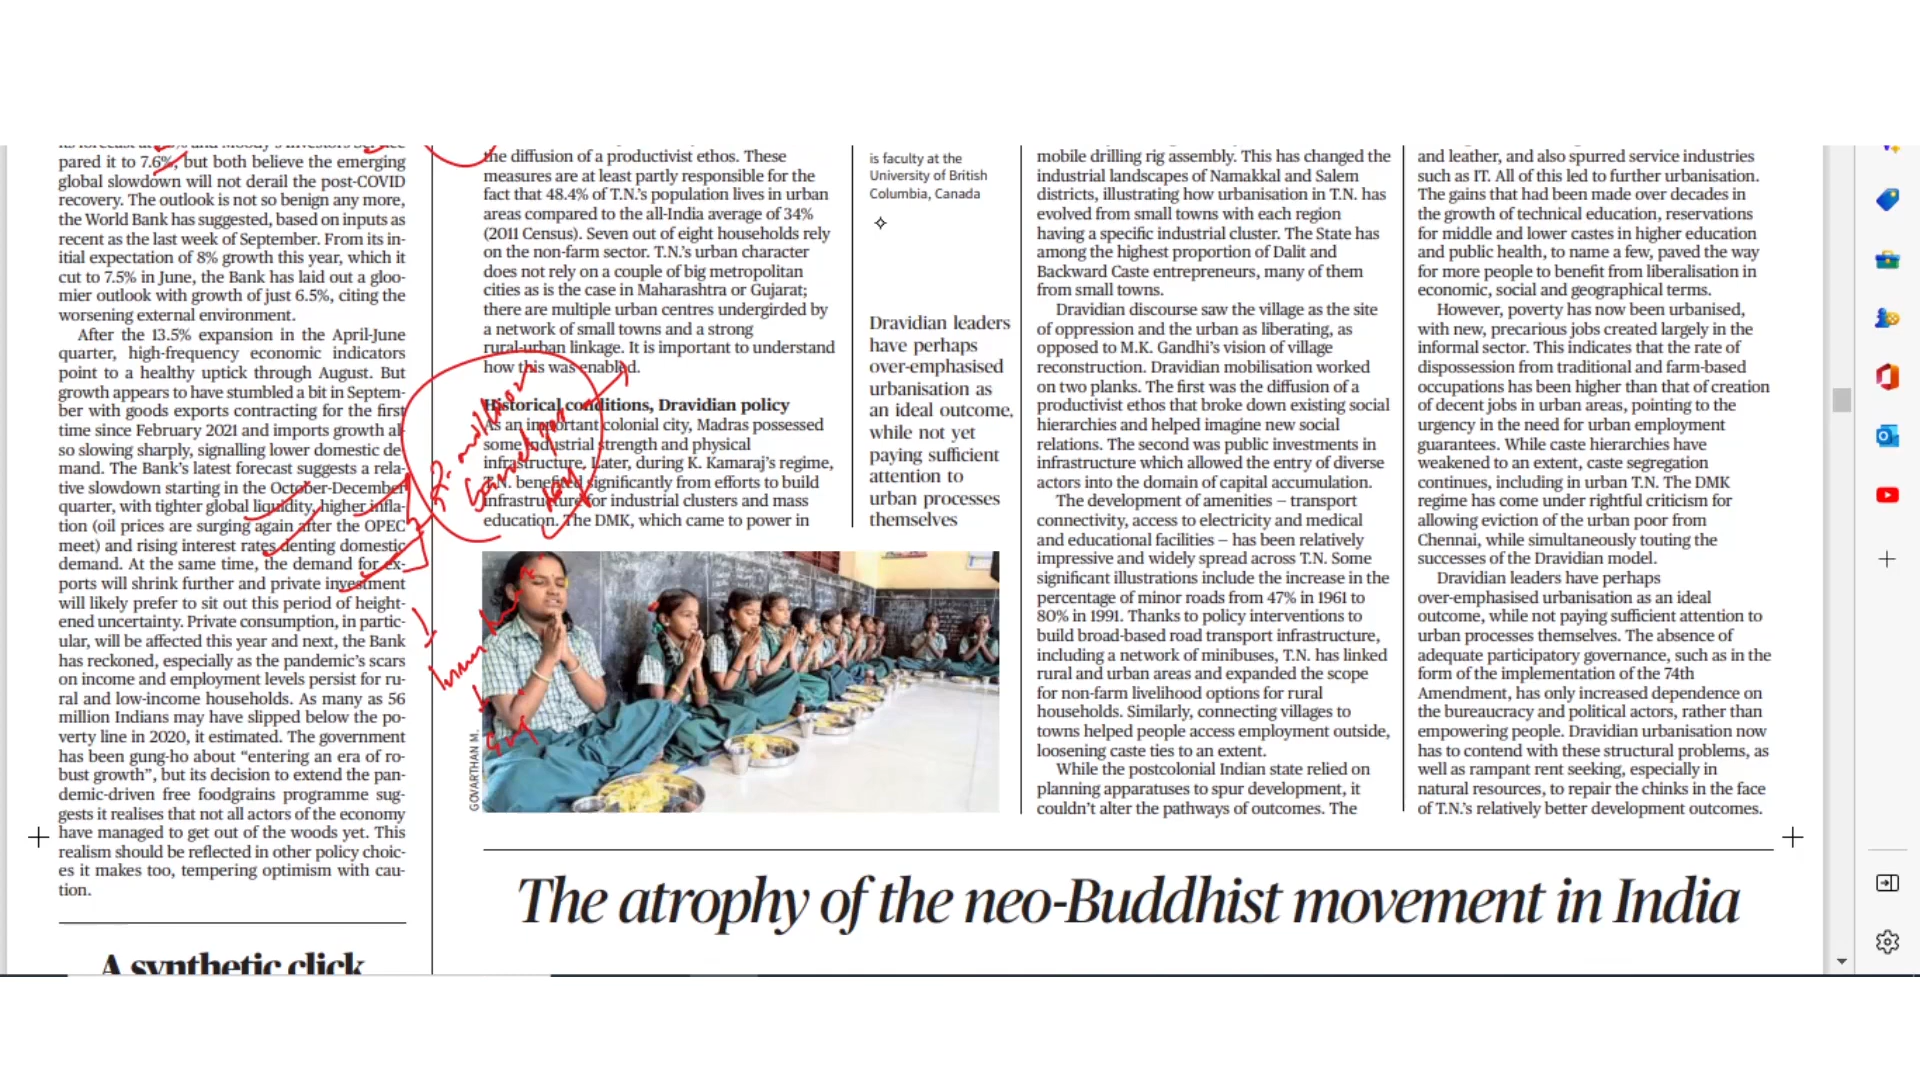 pared it to 7.6%, but both believe the emerging
global slowdown will not derail the post-COVID
recovery. The outlook is not so benign any more,
the World Bank has suggested, based on inputs as
recent as the last week of September. From its in-
itial expectation of 8% growth this year, which it
cut to 7.5% in June, the Bank has laid out a gloo-
mier outlook with growth of just 6.5%, citing the
worsening external environment.
After the 13.5% expansion in the April-June
quarter, high-frequency economic indicators
point to a healthy uptick through August. But
growth appears to have stumbled a bit in Septem-
ber with goods exports contracting for the first
time since February 2021 and imports growth al-
so slowing sharply, signalling lower domestic de-
mand. The Bank's latest forecast suggests a rela-
tive slowdown starting in the October-December
quarter, with tighter global liquidity, higher infla-
tion (oil prices are surging again after the OPEC
meet) and rising interest rates denting domestic
demand. At the same time, the demand for ex-
ports will shrink further and private investment
will likely prefer to sit out this period of height-
ened uncertainty. Private consumption, in partic-
ular, will be affected this year and next, the Bank
has reckoned, especially as the pandemic's scars
on income and employment levels persist for ru-
ral and low-income households. As many as 56
million Indians may have slipped below the po-
verty line in 2020, it estimated. The government
has been gung-ho about “entering an era of ro-
bust growth”, but its decision to extend the pan-
demic-driven free foodgrains programme sug-
gests it realises that not all actors of the economy
have managed to get out of the woods yet. This
realism should be reflected in other policy choic-
es it makes too, tempering optimism with cau-
tion.
A synthetic click
the diffusion of a productivist ethos. These
measures are at least partly responsible for the
fact that 48.4% of T.N.'s population lives in urban
areas compared to the all-India average of 34%
(2011 Census). Seven out of eight households rely
on the non-farm sector. T.N.'s urban character
does not rely on a couple of big metropolitan
cities as is the case in Maharashtra or Gujarat;
there are multiple urban centres undergirded by
a network of small towns and a strong
rural-urban linkage. It is important to understand
how this was enabled.
Historical conditions, Dravidian policy
As an important colonial city, Madras possessed
some industrial strength and physical
infrastructure. Later, during K. Kamaraj's regime,
T.N. benefited significantly from efforts to build
infrastructure for industrial clusters and mass
education. The DMK, which came to power in
million
GOVARTHAN M.
is faculty at the
University of British
Columbia, Canada
Dravidian leaders
have perhaps
over-emphasised
urbanisation as
an ideal outcome,
while not yet
paying sufficient
attention to
urban processes
themselves
mobile drilling rig assembly. This has changed the
industrial landscapes of Namakkal and Salem
districts, illustrating how urbanisation in T.N. has
evolved from small towns with each region
having a specific industrial cluster. The State has
among the highest proportion of Dalit and
Backward Caste entrepreneurs, many of them
from small towns.
Dravidian discourse saw the village as the site
of oppression and the urban as liberating, as
opposed to M.K. Gandhi's vision of village
reconstruction. Dravidian mobilisation worked
on two planks. The first was the diffusion of a
productivist ethos that broke down existing social
hierarchies and helped imagine new social
relations. The second was public investments in
infrastructure which allowed the entry of diverse
actors into the domain of capital accumulation.
The development of amenities – transport
connectivity, access to electricity and medical
and educational facilities – has been relatively
impressive and widely spread across T.N. Some
significant illustrations include the increase in the
percentage of minor roads from 47% in 1961 to
80% in 1991. Thanks to policy interventions to
build broad-based road transport infrastructure,
including a network of minibuses, T.N. has linked
rural and urban areas and expanded the scope
for non-farm livelihood options for rural
households. Similarly, connecting villages to
towns helped people access employment outside,
loosening caste ties to an extent.
While the postcolonial Indian state relied on
planning apparatuses to spur development, it
couldn't alter the pathways of outcomes. The
and leather, and also spurred service industries
such as IT. All of this led to further urbanisation.
The gains that had been made over decades in
the growth of technical education, reservations
for middle and lower castes in higher education
and public health, to name a few, paved the way
for more people to benefit from liberalisation in
economic, social and geographical terms.
However, poverty has now been urbanised,
with new, precarious jobs created largely in the
informal sector. This indicates that the rate of
dispossession from traditional and farm-based
occupations has been higher than that of creation
of decent jobs in urban areas, pointing to the
urgency in the need for urban employment
guarantees. While caste hierarchies have
weakened to an extent, caste segregation
continues, including in urban T.N. The DMK
regime has come under rightful criticism for
allowing eviction of the urban poor from
Chennai, while simultaneously touting the
successes of the Dravidian model.
Dravidian leaders have perhaps
over-emphasised urbanisation as an ideal
outcome, while not paying sufficient attention to
urban processes themselves. The absence of
adequate participatory governance, such as in the
form of the implementation of the 74th
Amendment, has only increased dependence on
the bureaucracy and political actors, rather than
empowering people. Dravidian urbanisation now
has to contend with these structural problems, as
well as rampant rent seeking, especially in
natural resources, to repair the chinks in the face
of T.N.'s relatively better development outcomes.
The atrophy of the neo-Buddhist movement in India